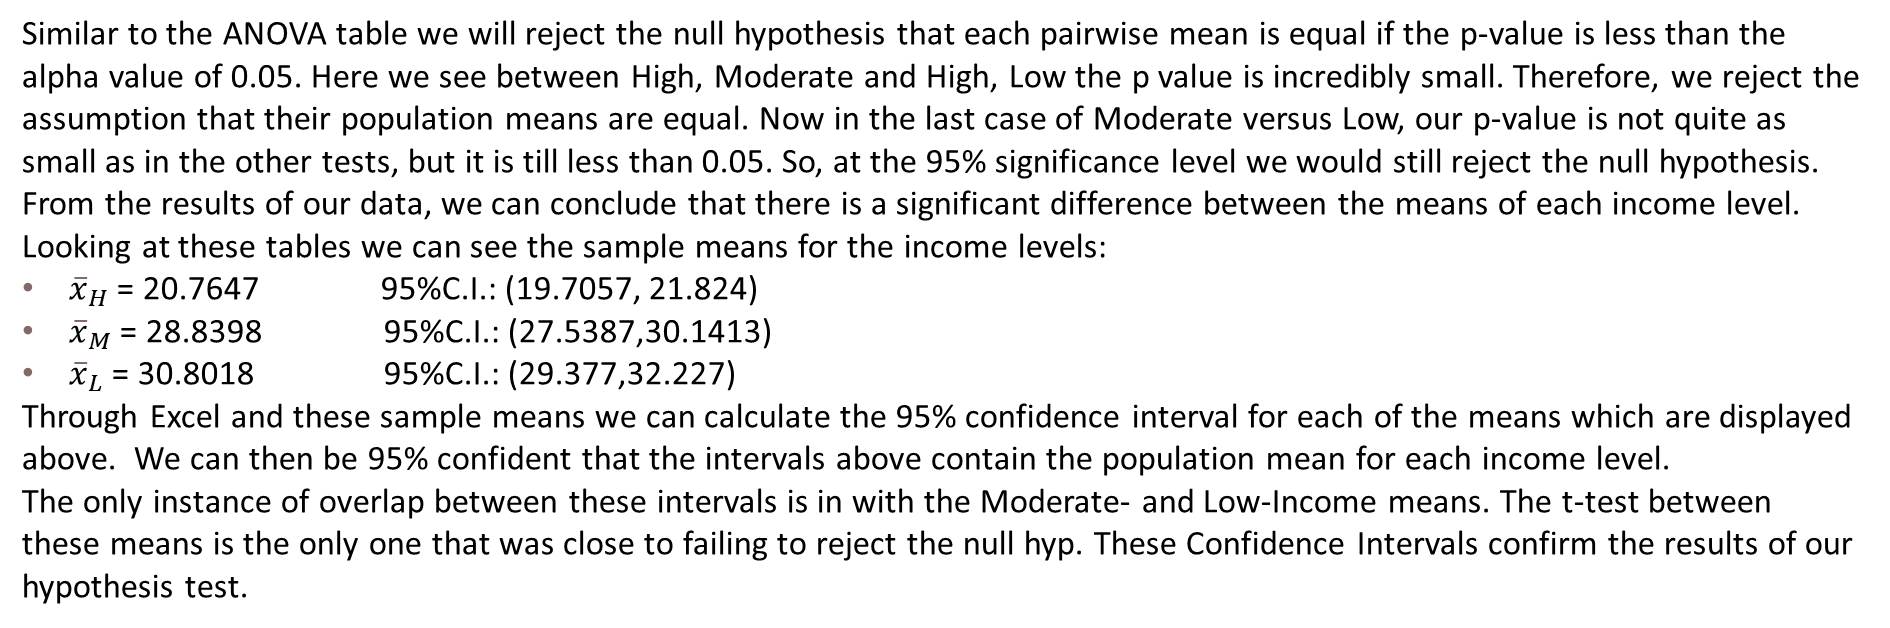 Similar to the ANOVA table we will reject the null hypothesis that each pairwise mean is equal if the p-value is less than the
alpha value of 0.05. Here we see between High, Moderate and High, Low the p value is incredibly small. Therefore, we reject the
assumption that their population means are equal. Now in the last case of Moderate versus Low, our p-value is not quite as
small as in the other tests, but it is till less than 0.05. So, at the 95% significance level we would still reject the null hypothesis.
From the results of our data, we can conclude that there is a significant difference between the means of each income level.
Looking at these tables we can see the sample means for the income levels:
• x̄_H = 20.7647 95%C.I.: (19.7057, 21.824)
• x̄_M = 28.8398 95%C.I.: (27.5387,30.1413)
• x̄_L = 30.8018 95%C.I.: (29.377,32.227)
Through Excel and these sample means we can calculate the 95% confidence interval for each of the means which are displayed
above.  We can then be 95% confident that the intervals above contain the population mean for each income level.
The only instance of overlap between these intervals is in with the Moderate- and Low-Income means. The t-test between
these means is the only one that was close to failing to reject the null hyp. These Confidence Intervals confirm the results of our
hypothesis test.